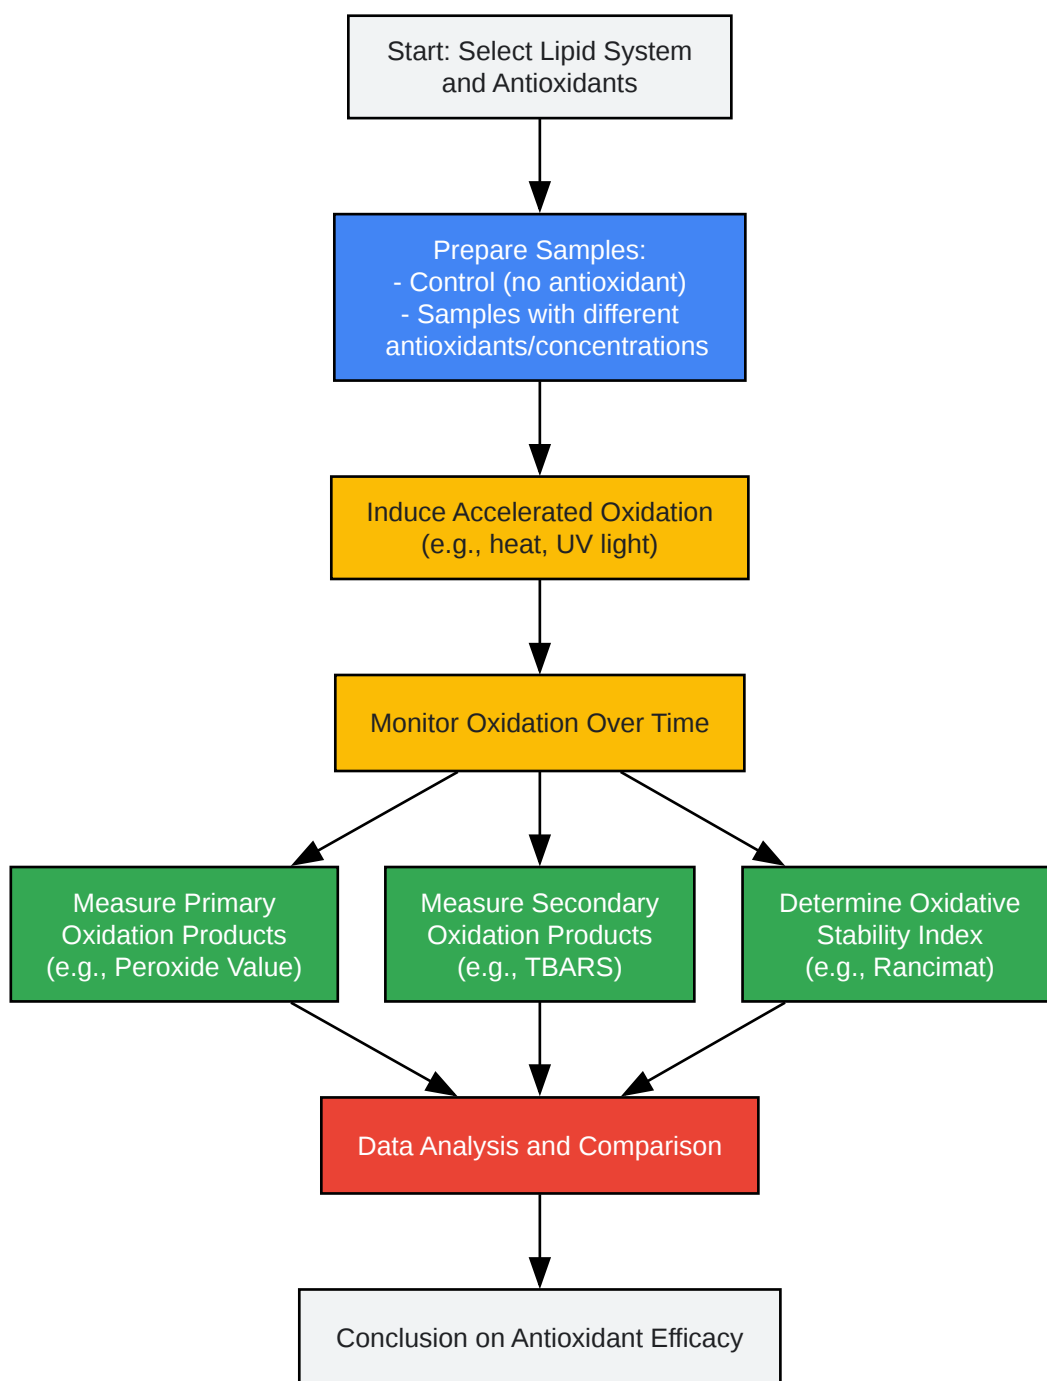 Start: Select Lipid System
and Antioxidants
Prepare Samples:
- Control (no antioxidant)
- Samples with different
antioxidants/concentrations
Induce Accelerated Oxidation
(e.g., heat, UV light)
Monitor Oxidation Over Time
Measure Primary
Oxidation Products
(e.g., Peroxide Value)
Measure Secondary
Oxidation Products
(e.g., TBARS)
Determine Oxidative
Stability Index
(e.g., Rancimat)
Data Analysis and Comparison
Conclusion on Antioxidant Efficacy